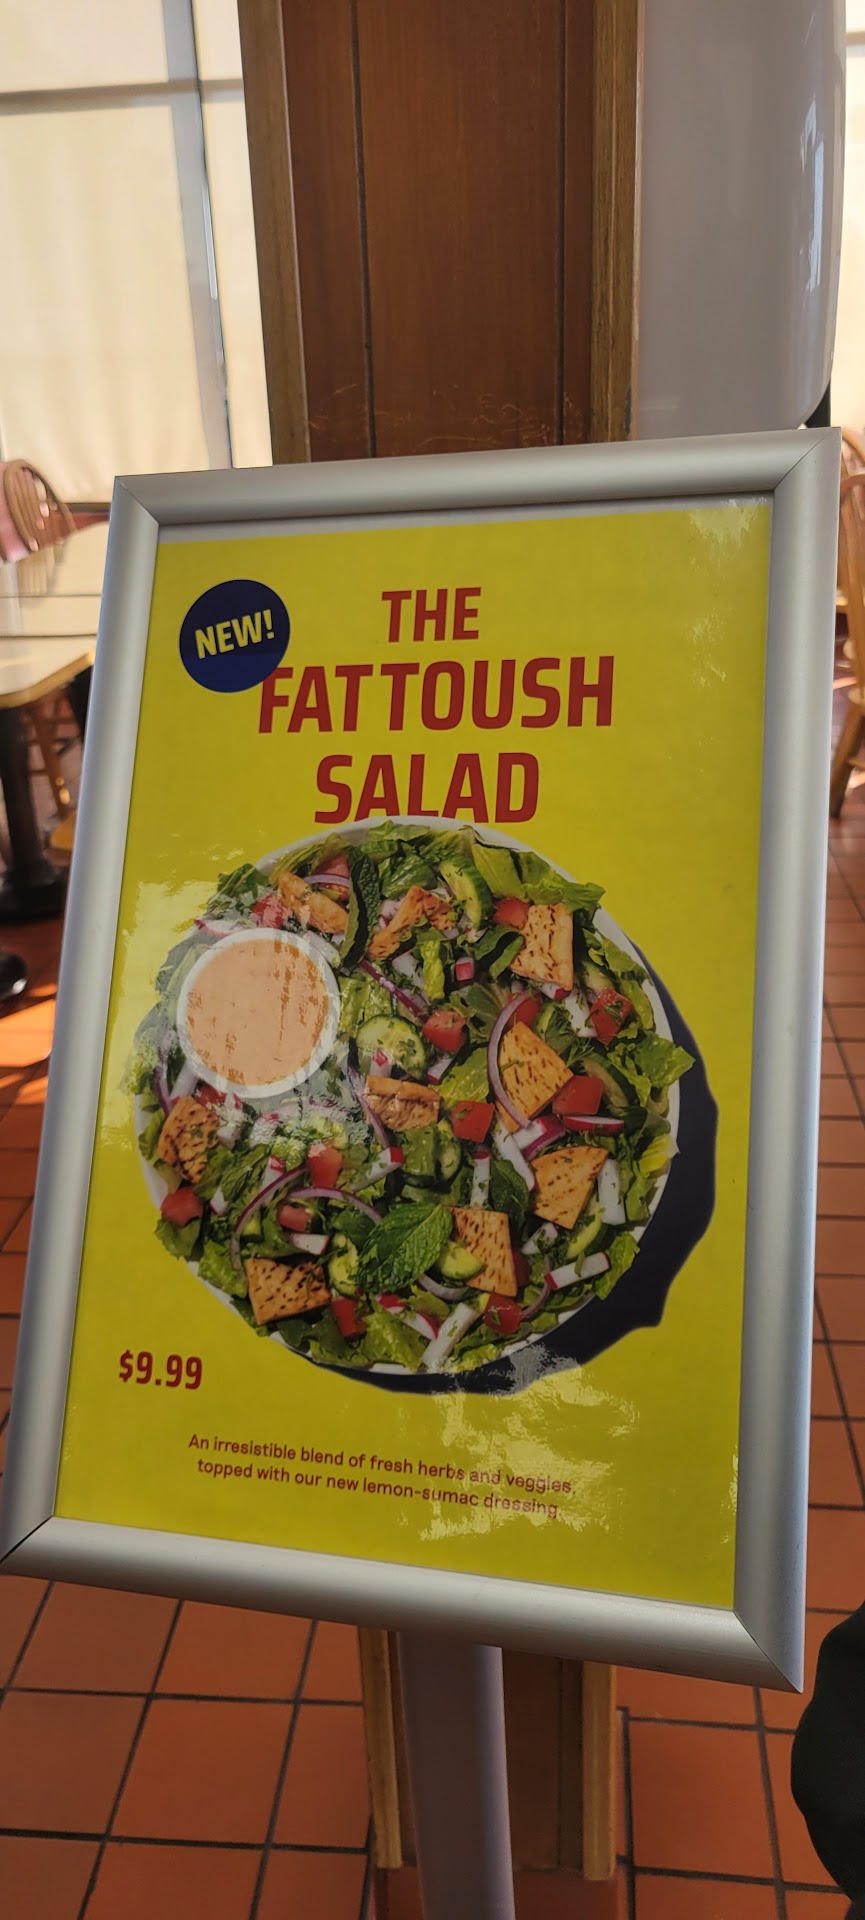 NEW!
THE
FATTOUSH
SALAD
$9.99
An irresistible blend of fresh herbs and veggies,
topped with our new lemon-sumac dressing.